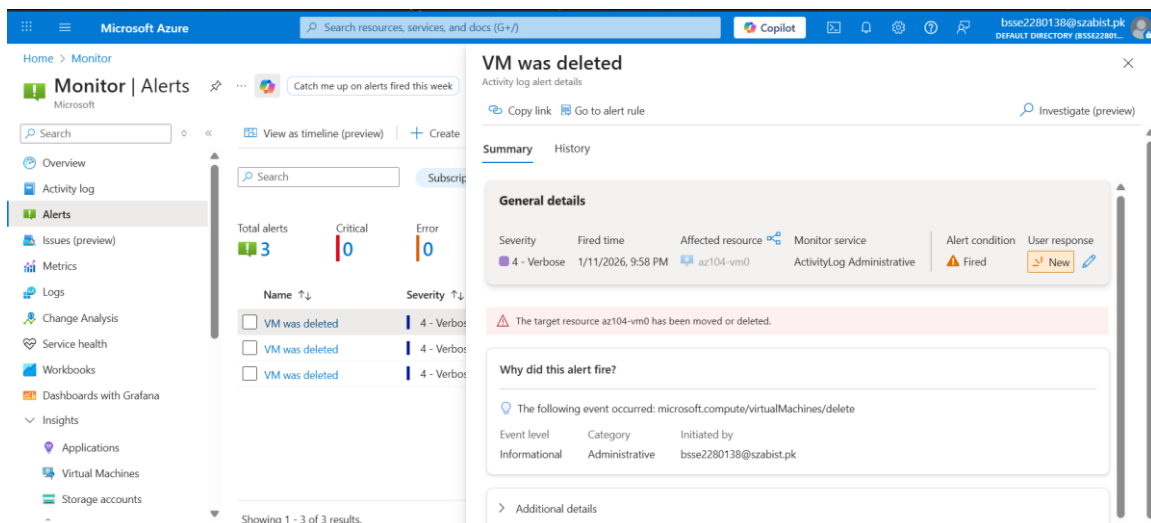 Microsoft Azure
Search resources, services, and docs (G+/)
Copilot
bsse2280138@szabist.pk
DEFAULT DIRECTORY (BSSE22801...
Home > Monitor
Monitor | Alerts
Microsoft
...
Catch me up on alerts fired this week
Search
Overview
Activity log
Alerts
Issues (preview)
Metrics
Logs
Change Analysis
Service health
Workbooks
Dashboards with Grafana
Insights
Applications
Virtual Machines
Storage accounts
View as timeline (preview) + Create
Search
Subscrip
Total alerts Critical Error
3 0 0
Name ↑↓ Severity ↑↓
VM was deleted 4 - Verbos
VM was deleted 4 - Verbos
VM was deleted 4 - Verbos
Showing 1 - 3 of 3 results.
VM was deleted
Activity log alert details
Copy link Go to alert rule Investigate (preview)
Summary History
General details
Severity Fired time Affected resource Monitor service Alert condition User response
4 - Verbose 1/11/2026, 9:58 PM az104-vm0 ActivityLog Administrative Fired New
The target resource az104-vm0 has been moved or deleted.
Why did this alert fire?
The following event occurred: microsoft.compute/virtualMachines/delete
Event level Category Initiated by
Informational Administrative bsse2280138@szabist.pk
Additional details